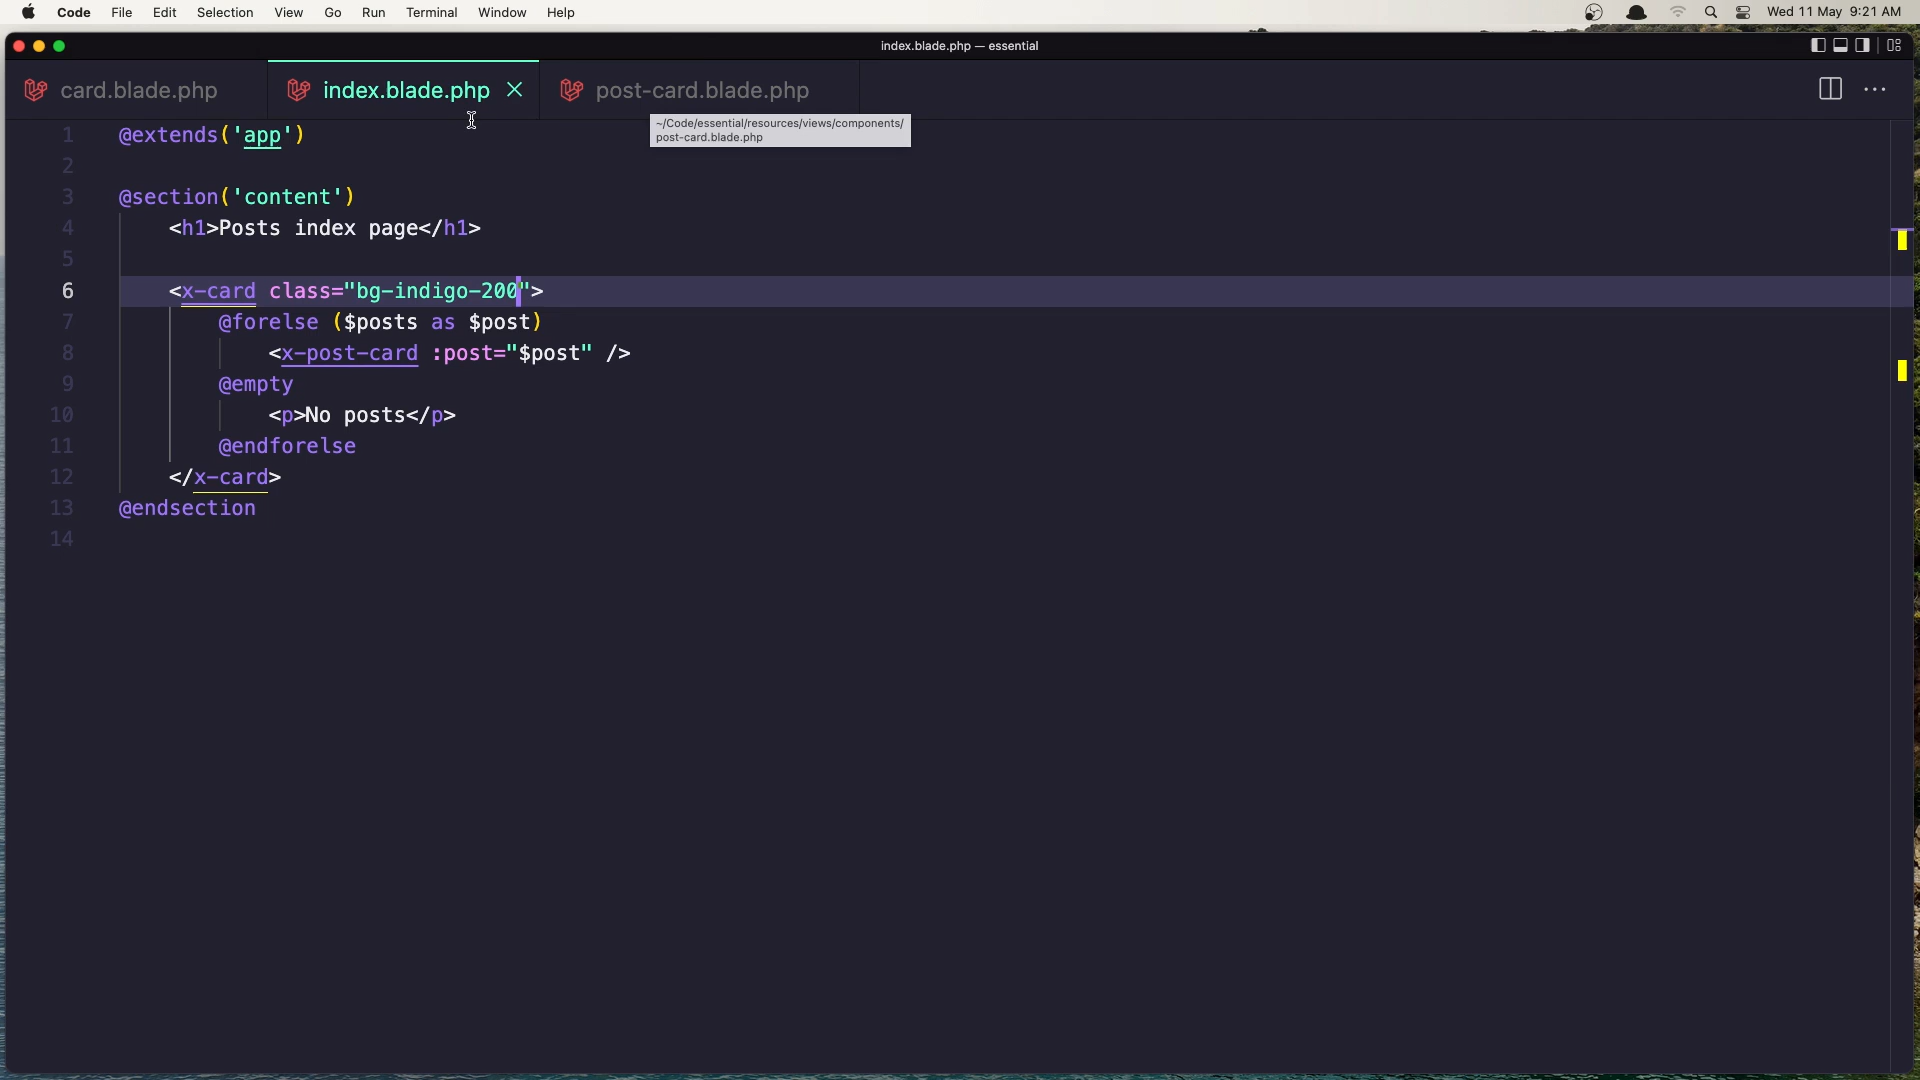 Code File Edit Selection View Go Run Terminal Window Help Wed 11 May 9:21 AM
index.blade.php — essential
card.blade.php index.blade.php post-card.blade.php
~/Code/essential/resources/views/components/
post-card.blade.php
1 @extends('app')
2
3 @section('content')
4 <h1>Posts index page</h1>
5
6 <x-card class="bg-indigo-200">
7 @forelse ($posts as $post)
8 <x-post-card :post="$post" />
9 @empty
10 <p>No posts</p>
11 @endforelse
12 </x-card>
13 @endsection
14